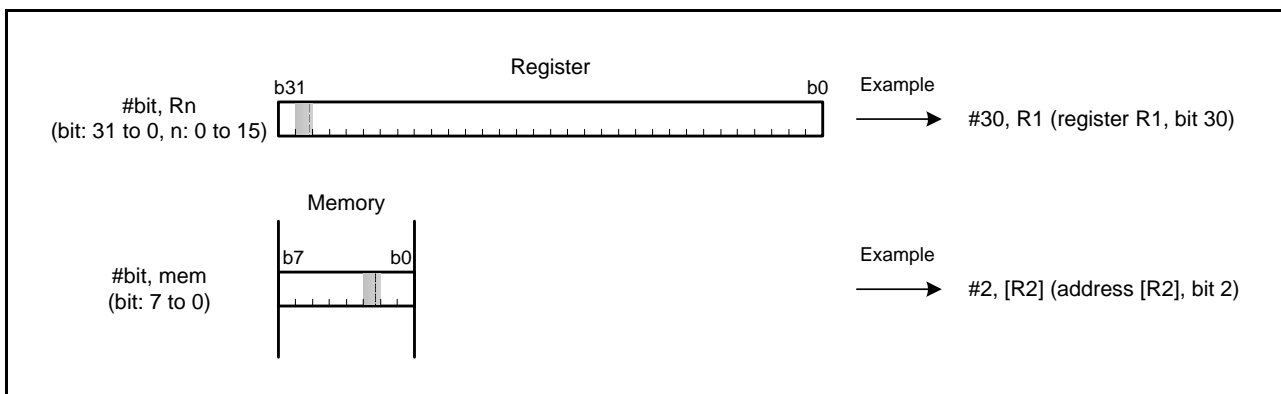 Register
b31 b0
#bit, Rn
(bit: 31 to 0, n: 0 to 15)
Example
#30, R1 (register R1, bit 30)
Memory
b7 b0
#bit, mem
(bit: 7 to 0)
Example
#2, [R2] (address [R2], bit 2)